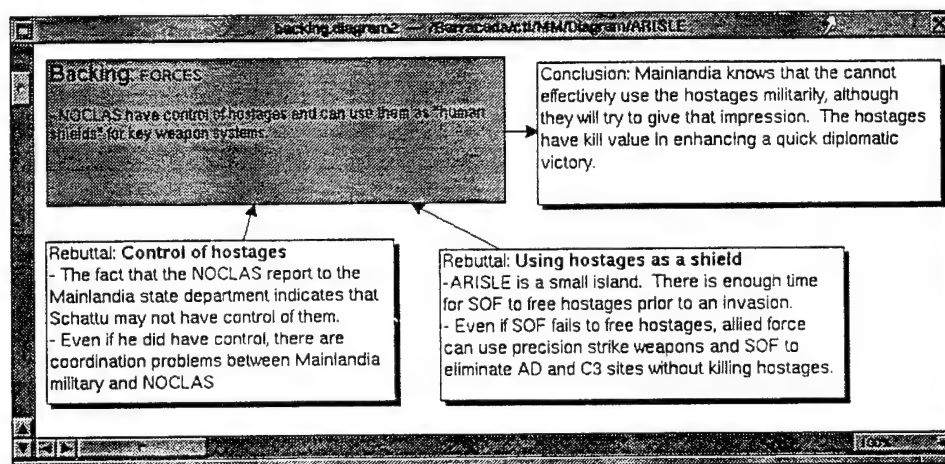 backing.diagram2 — /Barracada/ctl/MM/Diagram/ARISLE
Backing: FORCES
- NOCLAS have control of hostages and can use them as "human
shields" for key weapon systems.
Conclusion: Mainlandia knows that the cannot
effectively use the hostages militarily, although
they will try to give that impression. The hostages
have kill value in enhancing a quick diplomatic
victory.
Rebuttal: Control of hostages
- The fact that the NOCLAS report to the
Mainlandia state department indicates that
Schattu may not have control of them.
- Even if he did have control, there are
coordination problems between Mainlandia
military and NOCLAS
Rebuttal: Using hostages as a shield
-ARISLE is a small island. There is enough time
for SOF to free hostages prior to an invasion.
- Even if SOF fails to free hostages, allied force
can use precision strike weapons and SOF to
eliminate AD and C3 sites without killing hostages.
100%